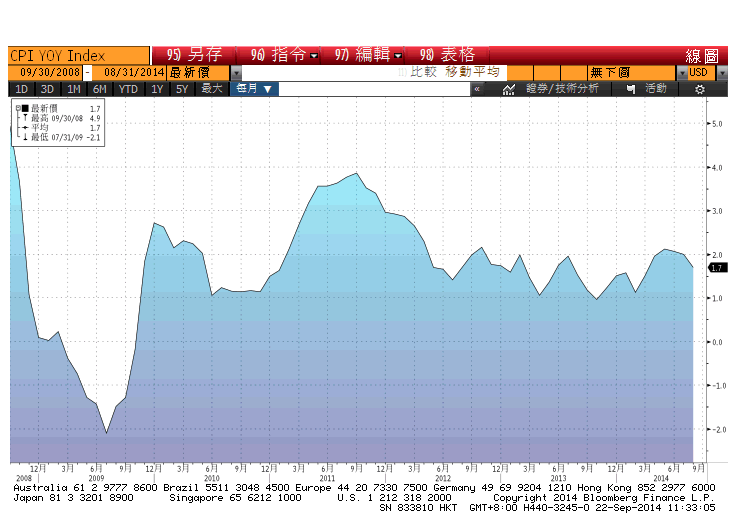 CPI YOY Index 95) 另存 96) 指令 97) 編輯 98) 表格 線圖
09/30/2008 - 08/31/2014 最新價 比較 移動平均 無下圖 USD
1D 3D 1M 6M YTD 1Y 5Y 最大 每月 ▼ « 證券/技術分析 活動
最新價 1.7
最高 09/30/08 4.9
平均 1.7
最低 07/31/09 -2.1
5.0
4.0
3.0
2.0
1.7
1.0
0.0
-1.0
-2.0
12月 3月 6月 9月 12月 3月 6月 9月 12月 3月 6月 9月 12月 3月 6月 9月 12月 3月 6月 9月 12月 3月 6月 9月
2008 2009 2010 2011 2012 2013 2014
Australia 61 2 9777 8600 Brazil 5511 3048 4500 Europe 44 20 7330 7500 Germany 49 69 9204 1210 Hong Kong 852 2977 6000
Japan 81 3 3201 8900 Singapore 65 6212 1000 U.S. 1 212 318 2000 Copyright 2014 Bloomberg Finance L.P.
SN 833810 HKT GMT+8:00 H440-3245-0 22-Sep-2014 11:33:05